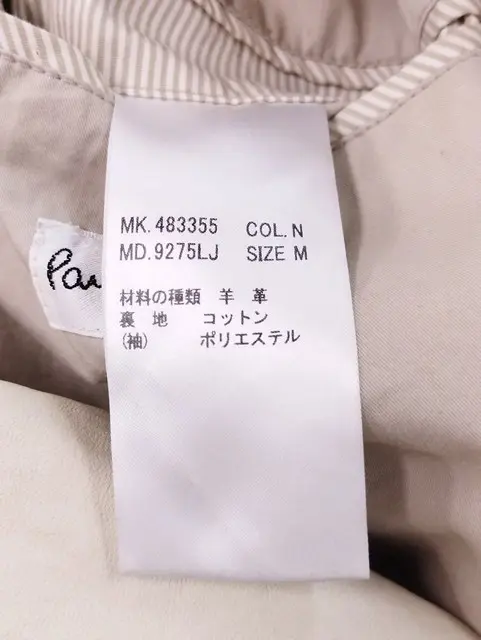 MK. 483355 COL. N
MD. 9275LJ SIZE M
Pau
材料の種類 羊 革
裏 地 コットン
(袖) ポリエステル